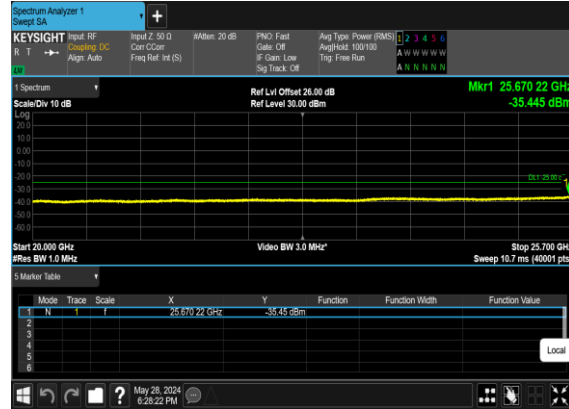 Spectrum Analyzer 1
Swept SA
+
KEYSIGHT Input: RF Input Z: 50 Ω #Atten: 20 dB PNO: Fast Avg Type: Power (RMS) 1 2 3 4 5 6
R T Coupling: DC Corr CCorr Gate: Off Avg|Hold: 100/100 A W W W W W
Align: Auto Freq Ref: Int (S) IF Gain: Low Trig: Free Run
Sig Track: Off A N N N N N
1 Spectrum Ref Lvl Offset 26.00 dB Mkr1 25.670 22 GHz
Scale/Div 10 dB Ref Level 30.00 dBm -35.445 dBm
Log
20.0
10.0
0.00
-10.0
-20.0
-30.0
-40.0
-50.0
-60.0
Start 20.000 GHz Video BW 3.0 MHz* Stop 25.700 GHz
#Res BW 1.0 MHz Sweep 10.7 ms (40001 pts
5 Marker Table
Mode Trace Scale X Y Function Function Width Function Value
1 N 1 f 25.670 22 GHz -35.45 dBm
2
3
4
5
6
Local
?
May 28, 2024
6:28:22 PM